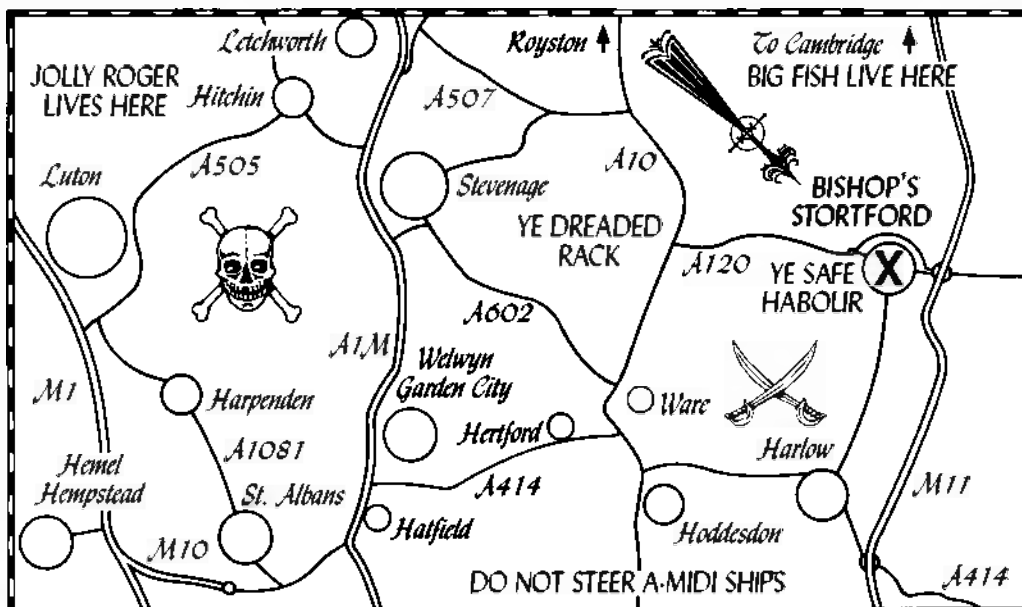 Letchworth
Royston
To Cambridge
BIG FISH LIVE HERE
JOLLY ROGER
LIVES HERE
Hitchin
A507
A505
A10
Luton
Stevenage
BISHOP'S
STORTFORD
YE DREADED
RACK
A120
X
YE SAFE
HABOUR
A602
A1M
Welwyn
Garden City
M1
Harpenden
Ware
Hertford
A1081
Harlow
Hemel
Hempstead
St. Albans
A414
M11
Hatfield
Hoddesdon
M10
DO NOT STEER A-MIDI SHIPS
A414